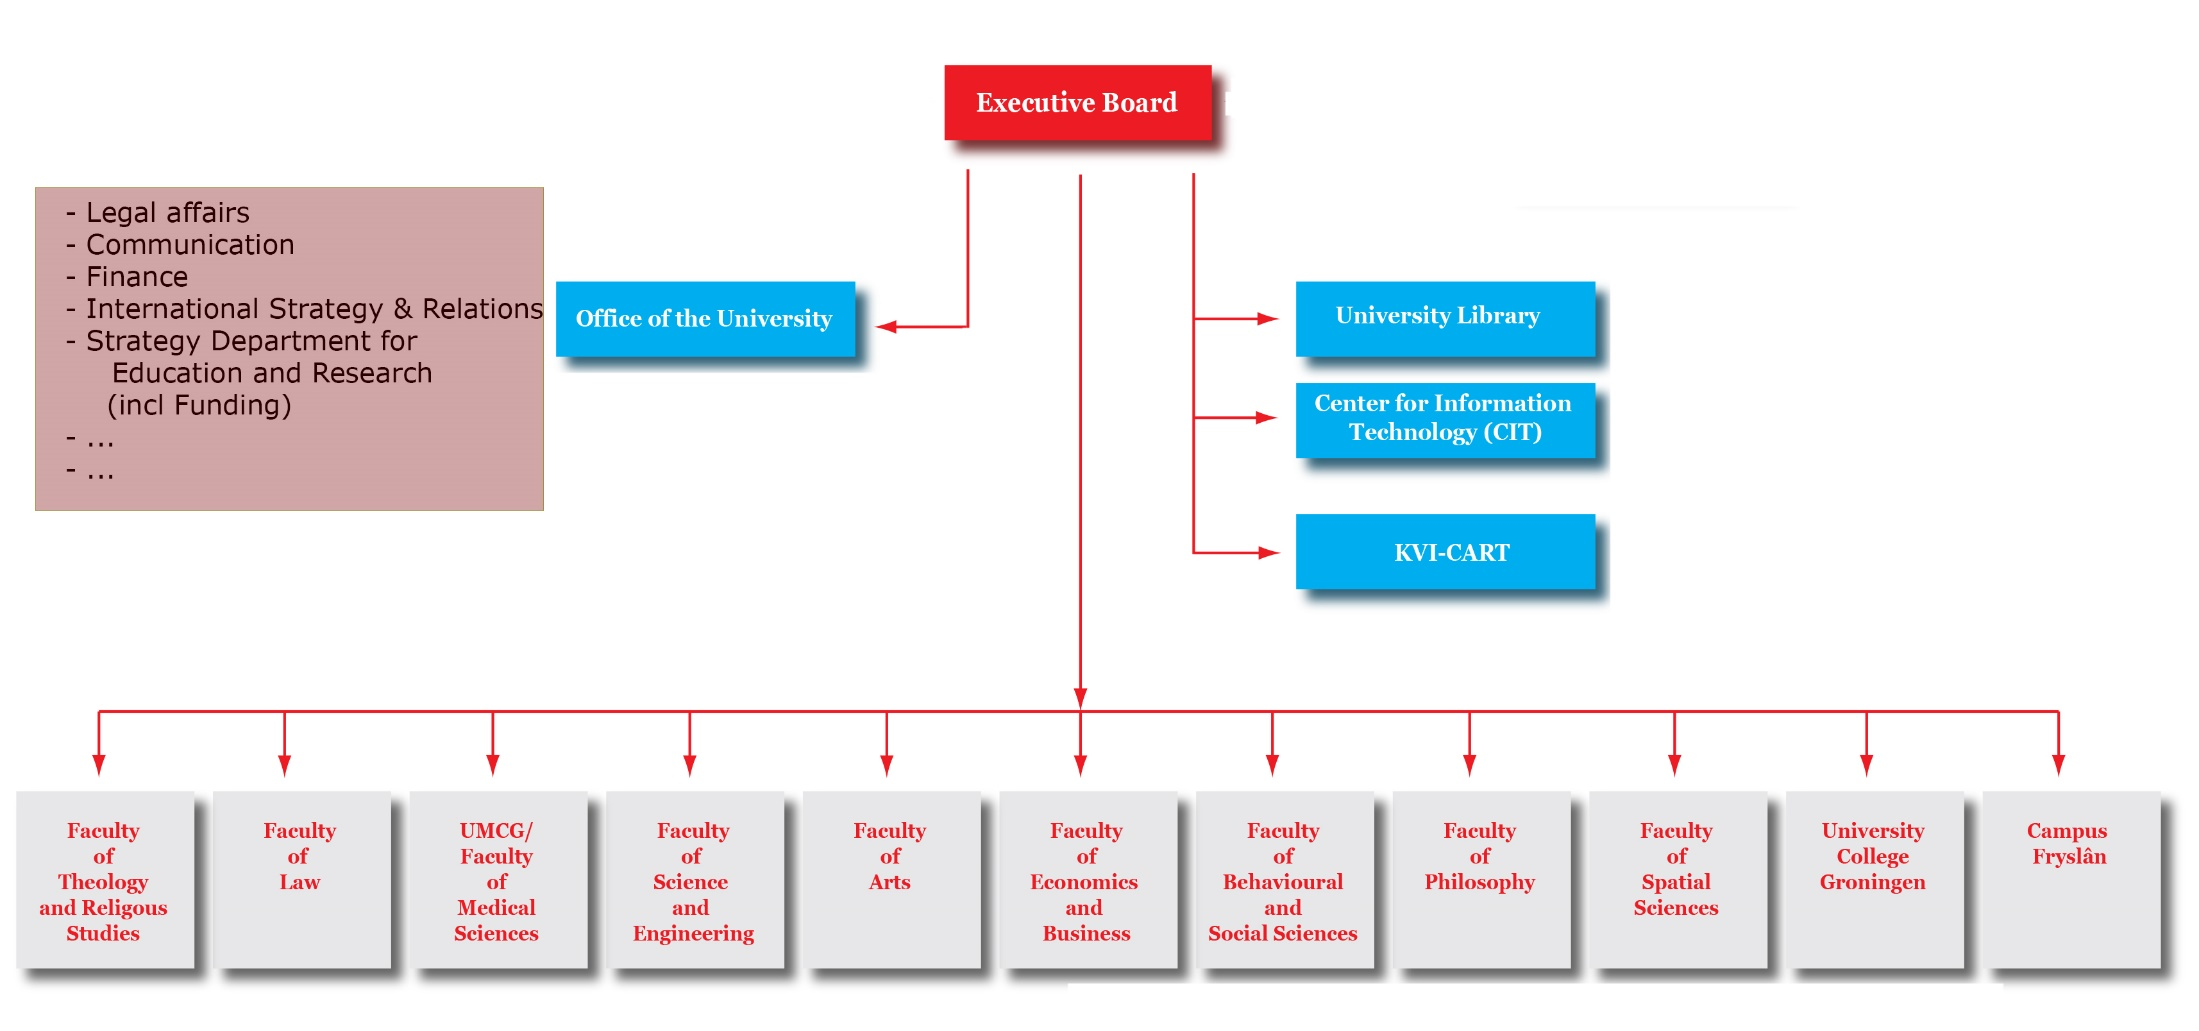 Executive Board
- Legal affairs
- Communication
- Finance
- International Strategy & Relations
- Strategy Department for
Education and Research
(incl Funding)
- ...
- ...
Office of the University
University Library
Center for Information
Technology (CIT)
KVI-CART
Faculty
of
Theology
and Religous
Studies
Faculty
of
Law
UMCG/
Faculty
of
Medical
Sciences
Faculty
of
Science
and
Engineering
Faculty
of
Arts
Faculty
of
Economics
and
Business
Faculty
of
Behavioural
and
Social Sciences
Faculty
of
Philosophy
Faculty
of
Spatial
Sciences
University
College
Groningen
Campus
Fryslân